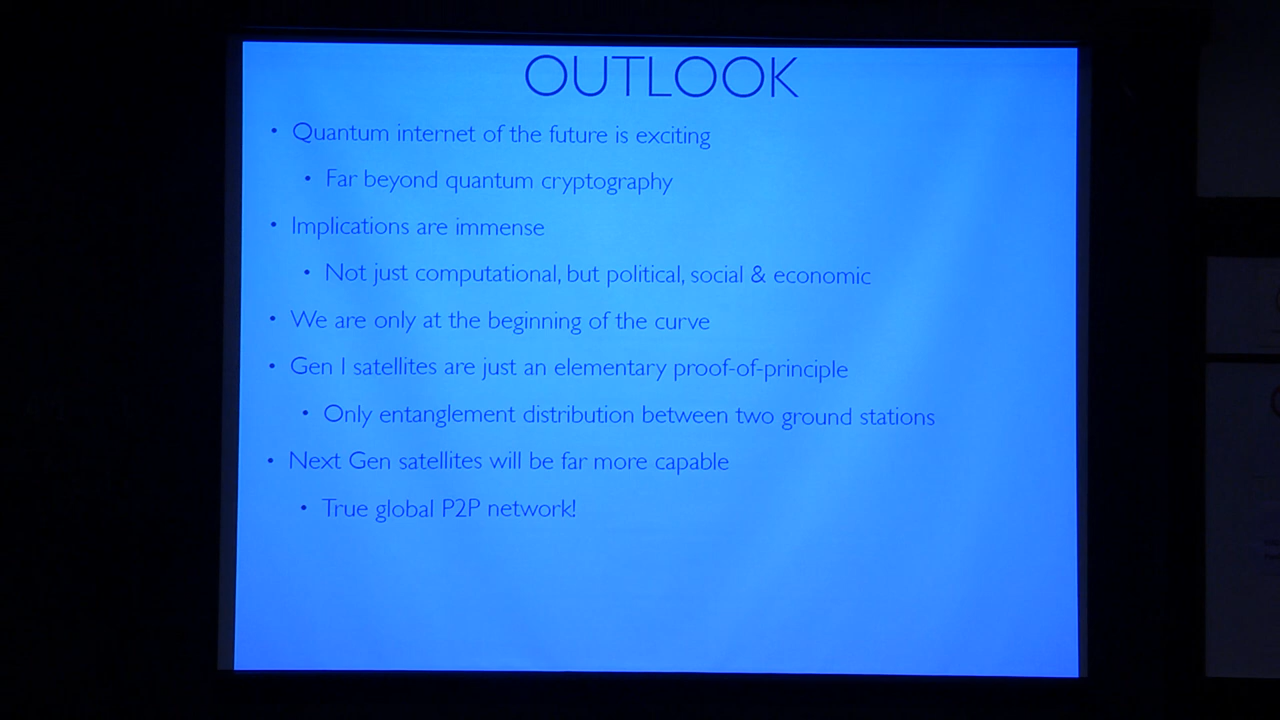 OUTLOOK
• Quantum internet of the future is exciting
• Far beyond quantum cryptography
• Implications are immense
• Not just computational, but political, social & economic
• We are only at the beginning of the curve
• Gen 1 satellites are just an elementary proof-of-principle
• Only entanglement distribution between two ground stations
• Next Gen satellites will be far more capable
• True global P2P network!